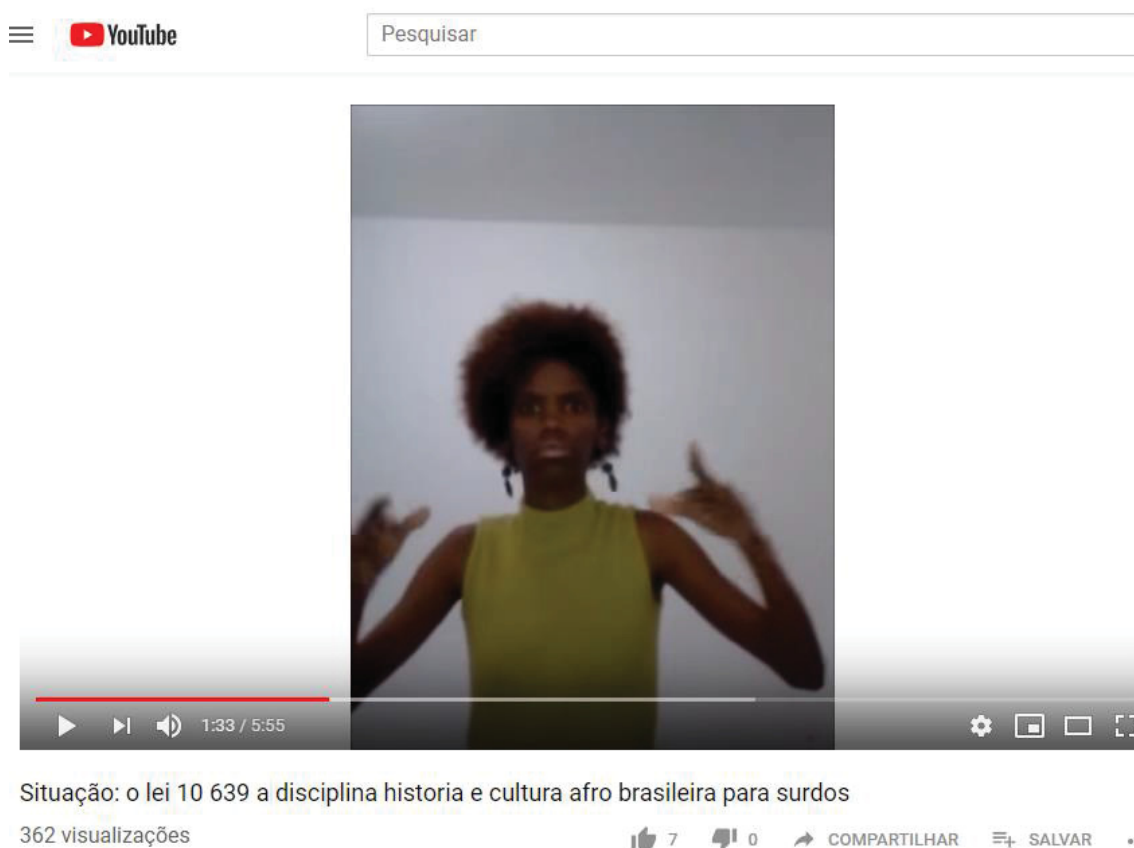 YouTube
Pesquisar
1:33 / 5:55
Situação: o lei 10 639 a disciplina historia e cultura afro brasileira para surdos
362 visualizações
7 0 COMPARTILHAR SALVAR